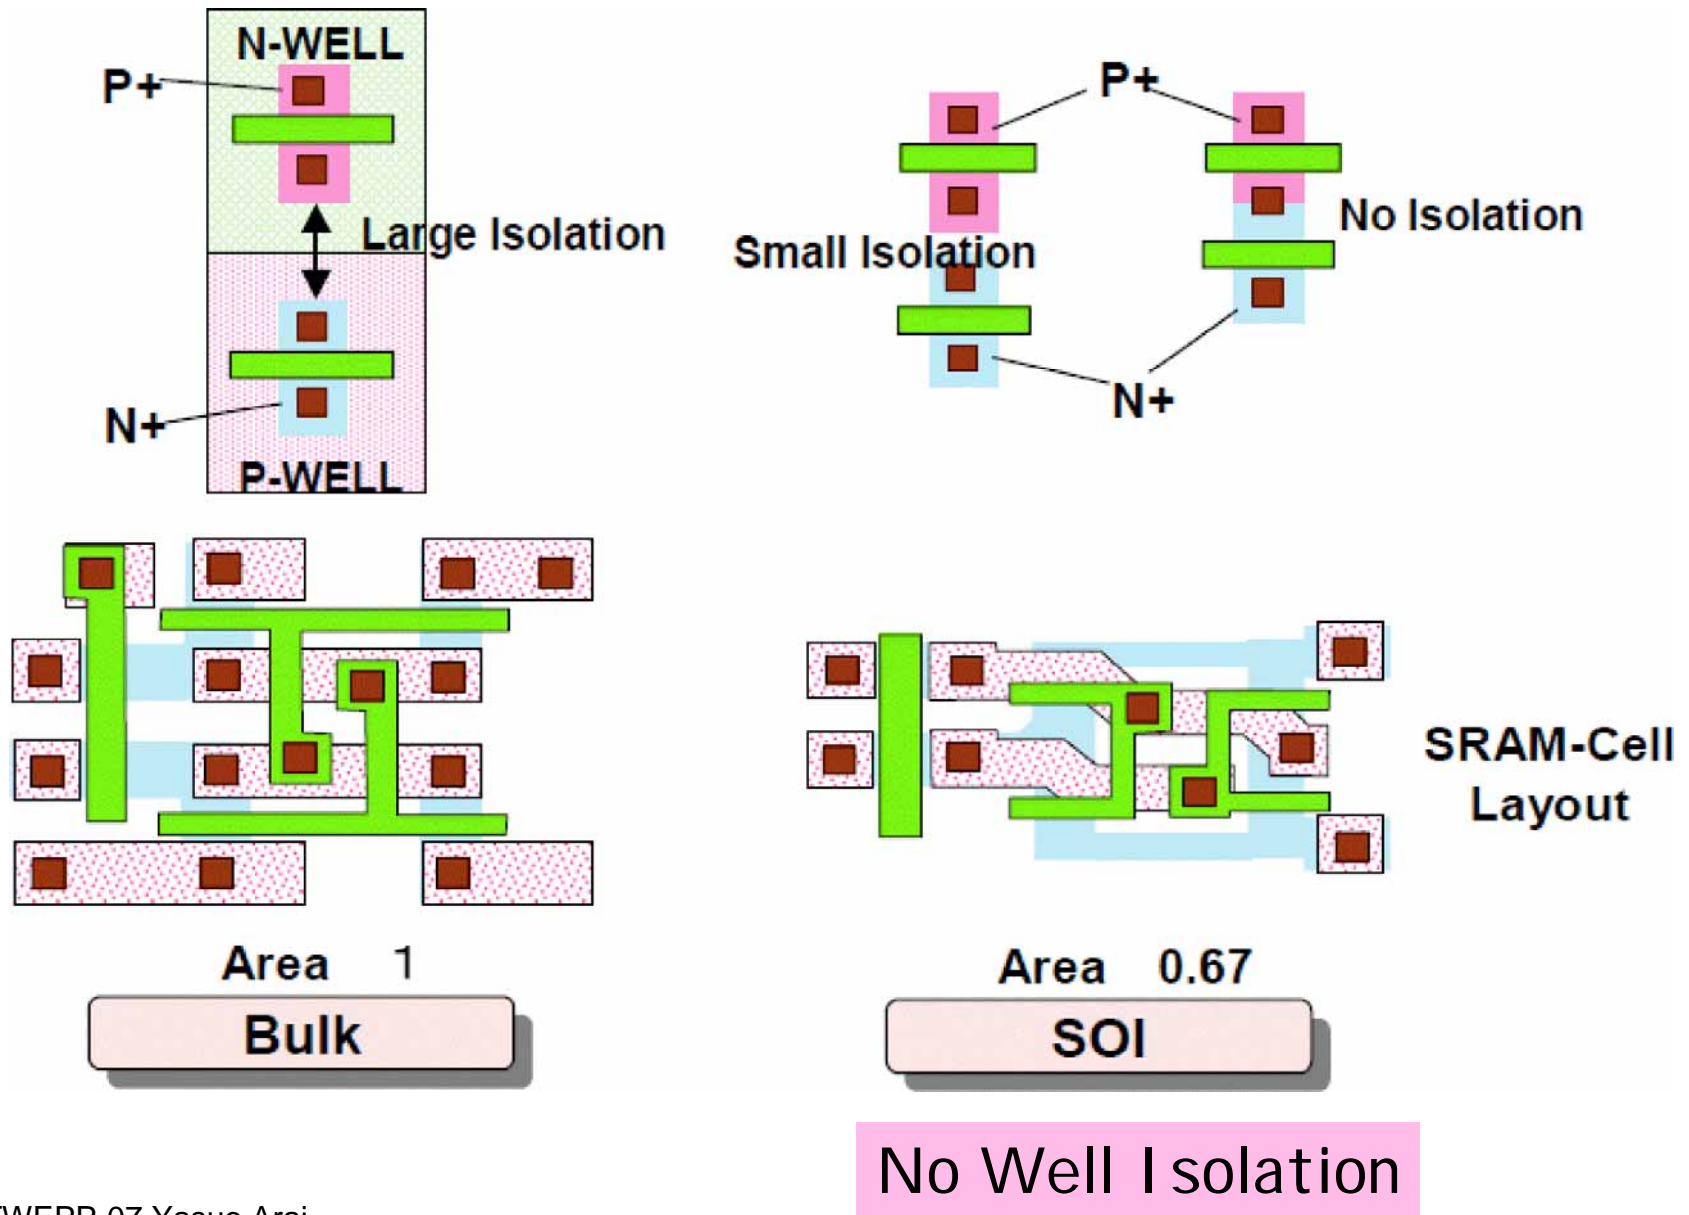 N-WELL
P+
Large Isolation
N+
P-WELL
P+
Small Isolation
No Isolation
N+
SRAM-Cell
Layout
Area 1
Bulk
Area 0.67
SOI
No Well Isolation